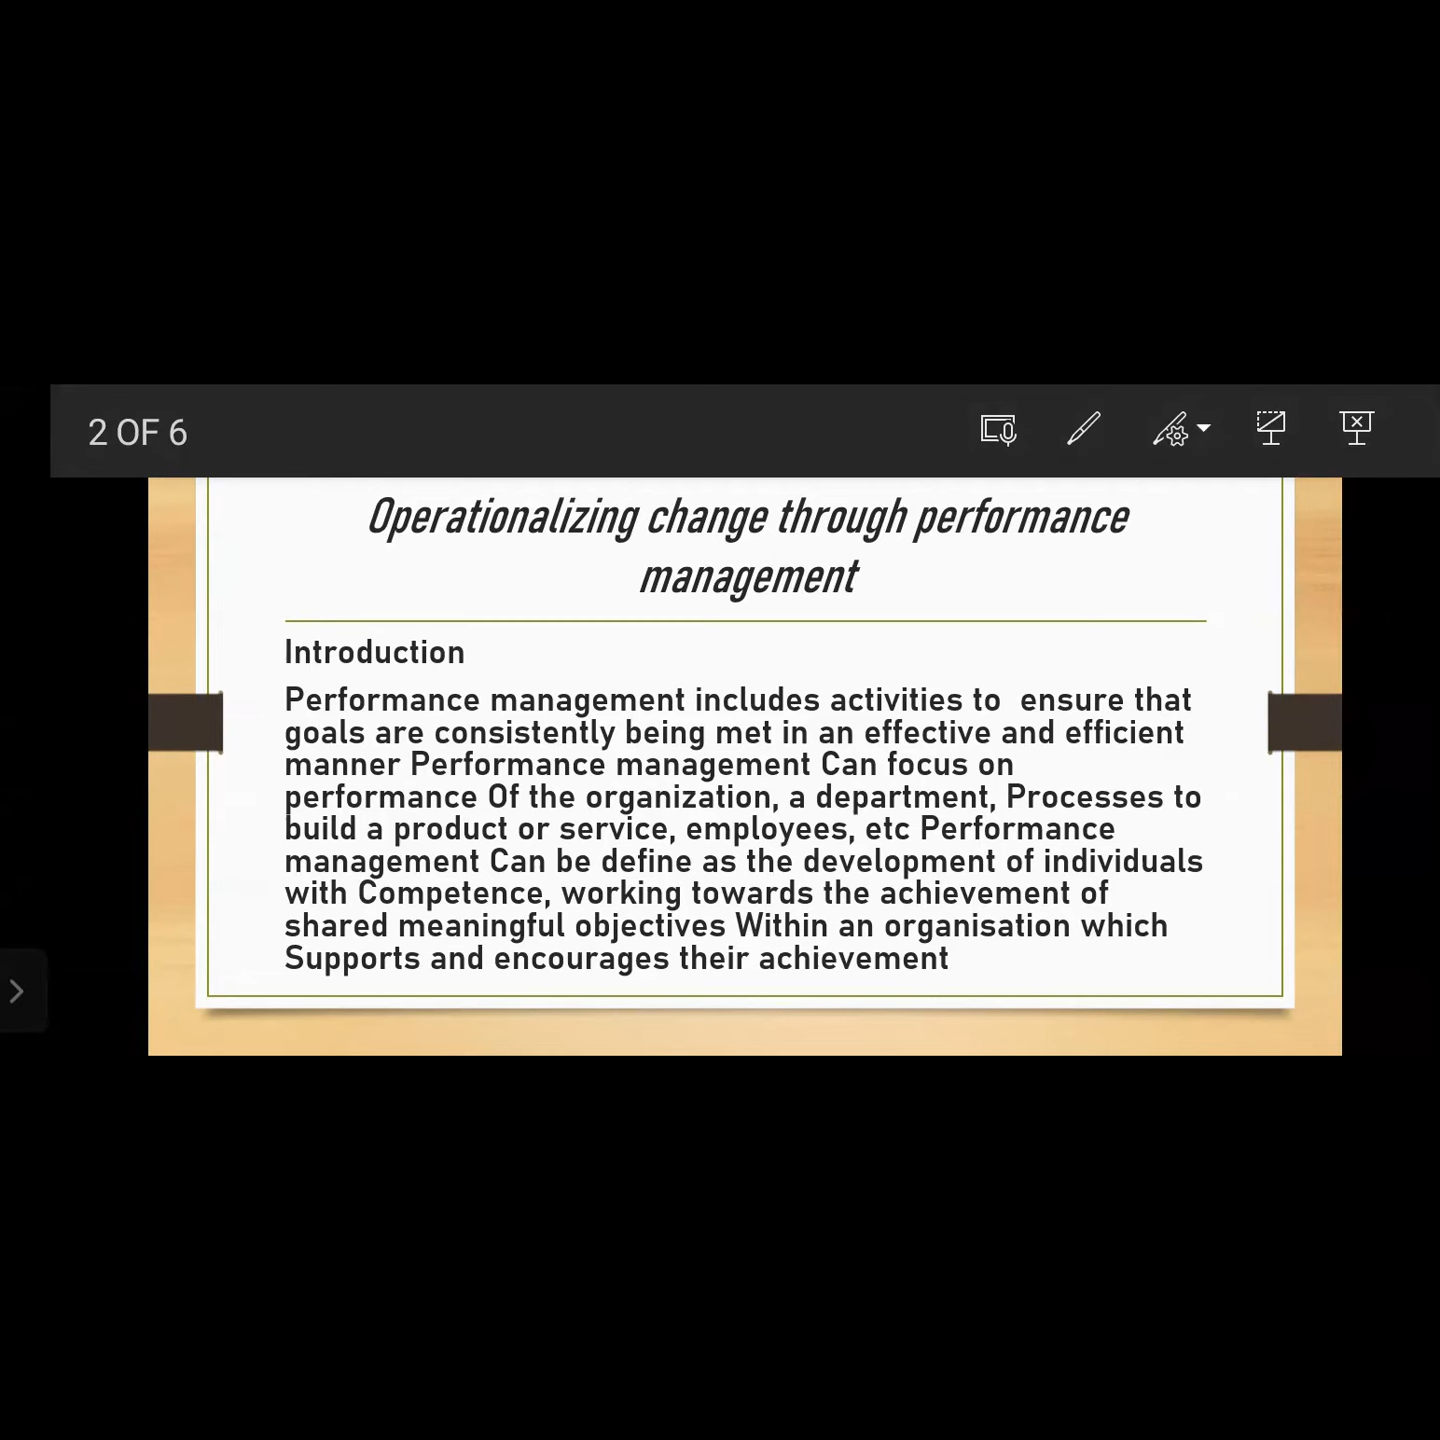 2 OF 6
Operationalizing change through performance
management
Introduction
Performance management includes activities to  ensure that
goals are consistently being met in an effective and efficient
manner Performance management Can focus on
performance Of the organization, a department, Processes to
build a product or service, employees, etc Performance
management Can be define as the development of individuals
with Competence, working towards the achievement of
shared meaningful objectives Within an organisation which
Supports and encourages their achievement